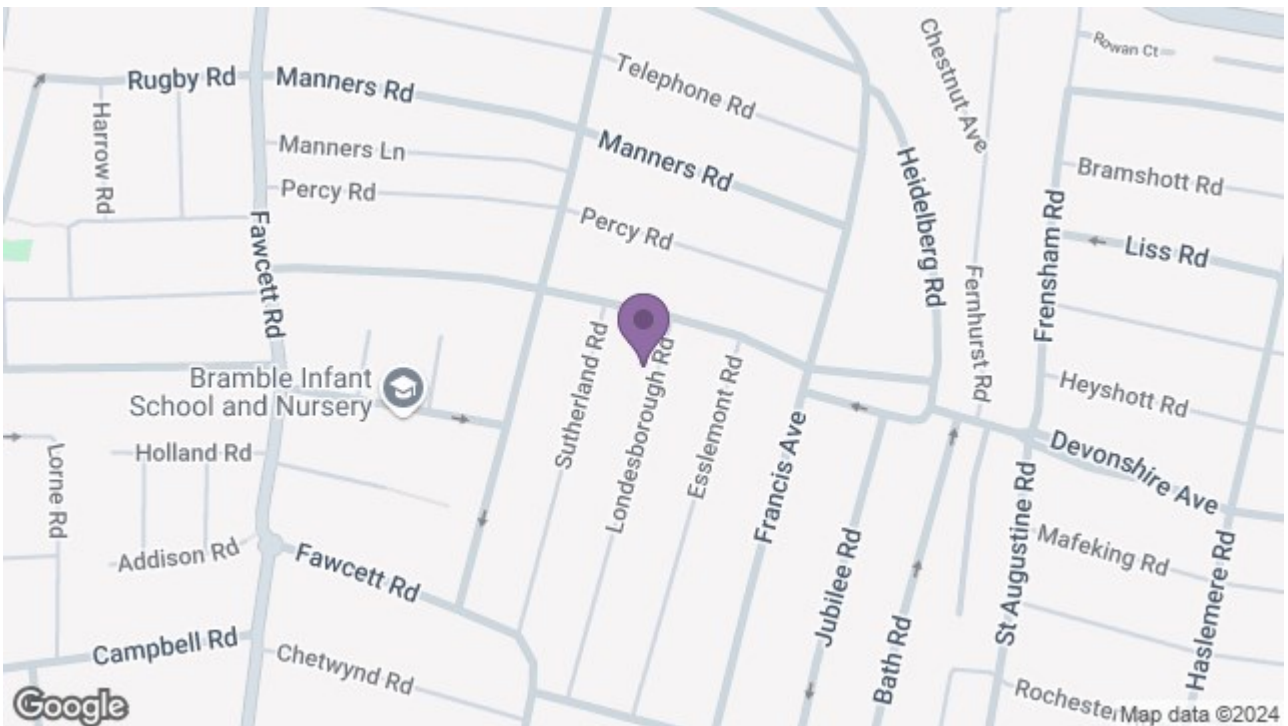 Rowan Ct
Chestnut Ave
Telephone Rd
Rugby Rd
Manners Rd
Harrow Rd
Manners Ln
Manners Rd
Heidelberg Rd
Bramshott Rd
Percy Rd
Percy Rd
Fawcett Rd
Frensham Rd
Liss Rd
Fernhurst Rd
Sutherland Rd
Londesborough Rd
Esslemont Rd
Bramble Infant
School and Nursery
Heyshott Rd
Francis Ave
Devonshire Ave
Holland Rd
Lorne Rd
St Augustine Rd
Addison Rd
Fawcett Rd
Jubilee Rd
Bath Rd
Mafeking Rd
Haslemere Rd
Campbell Rd
Chetwynd Rd
Rochester
Google
Map data ©2024